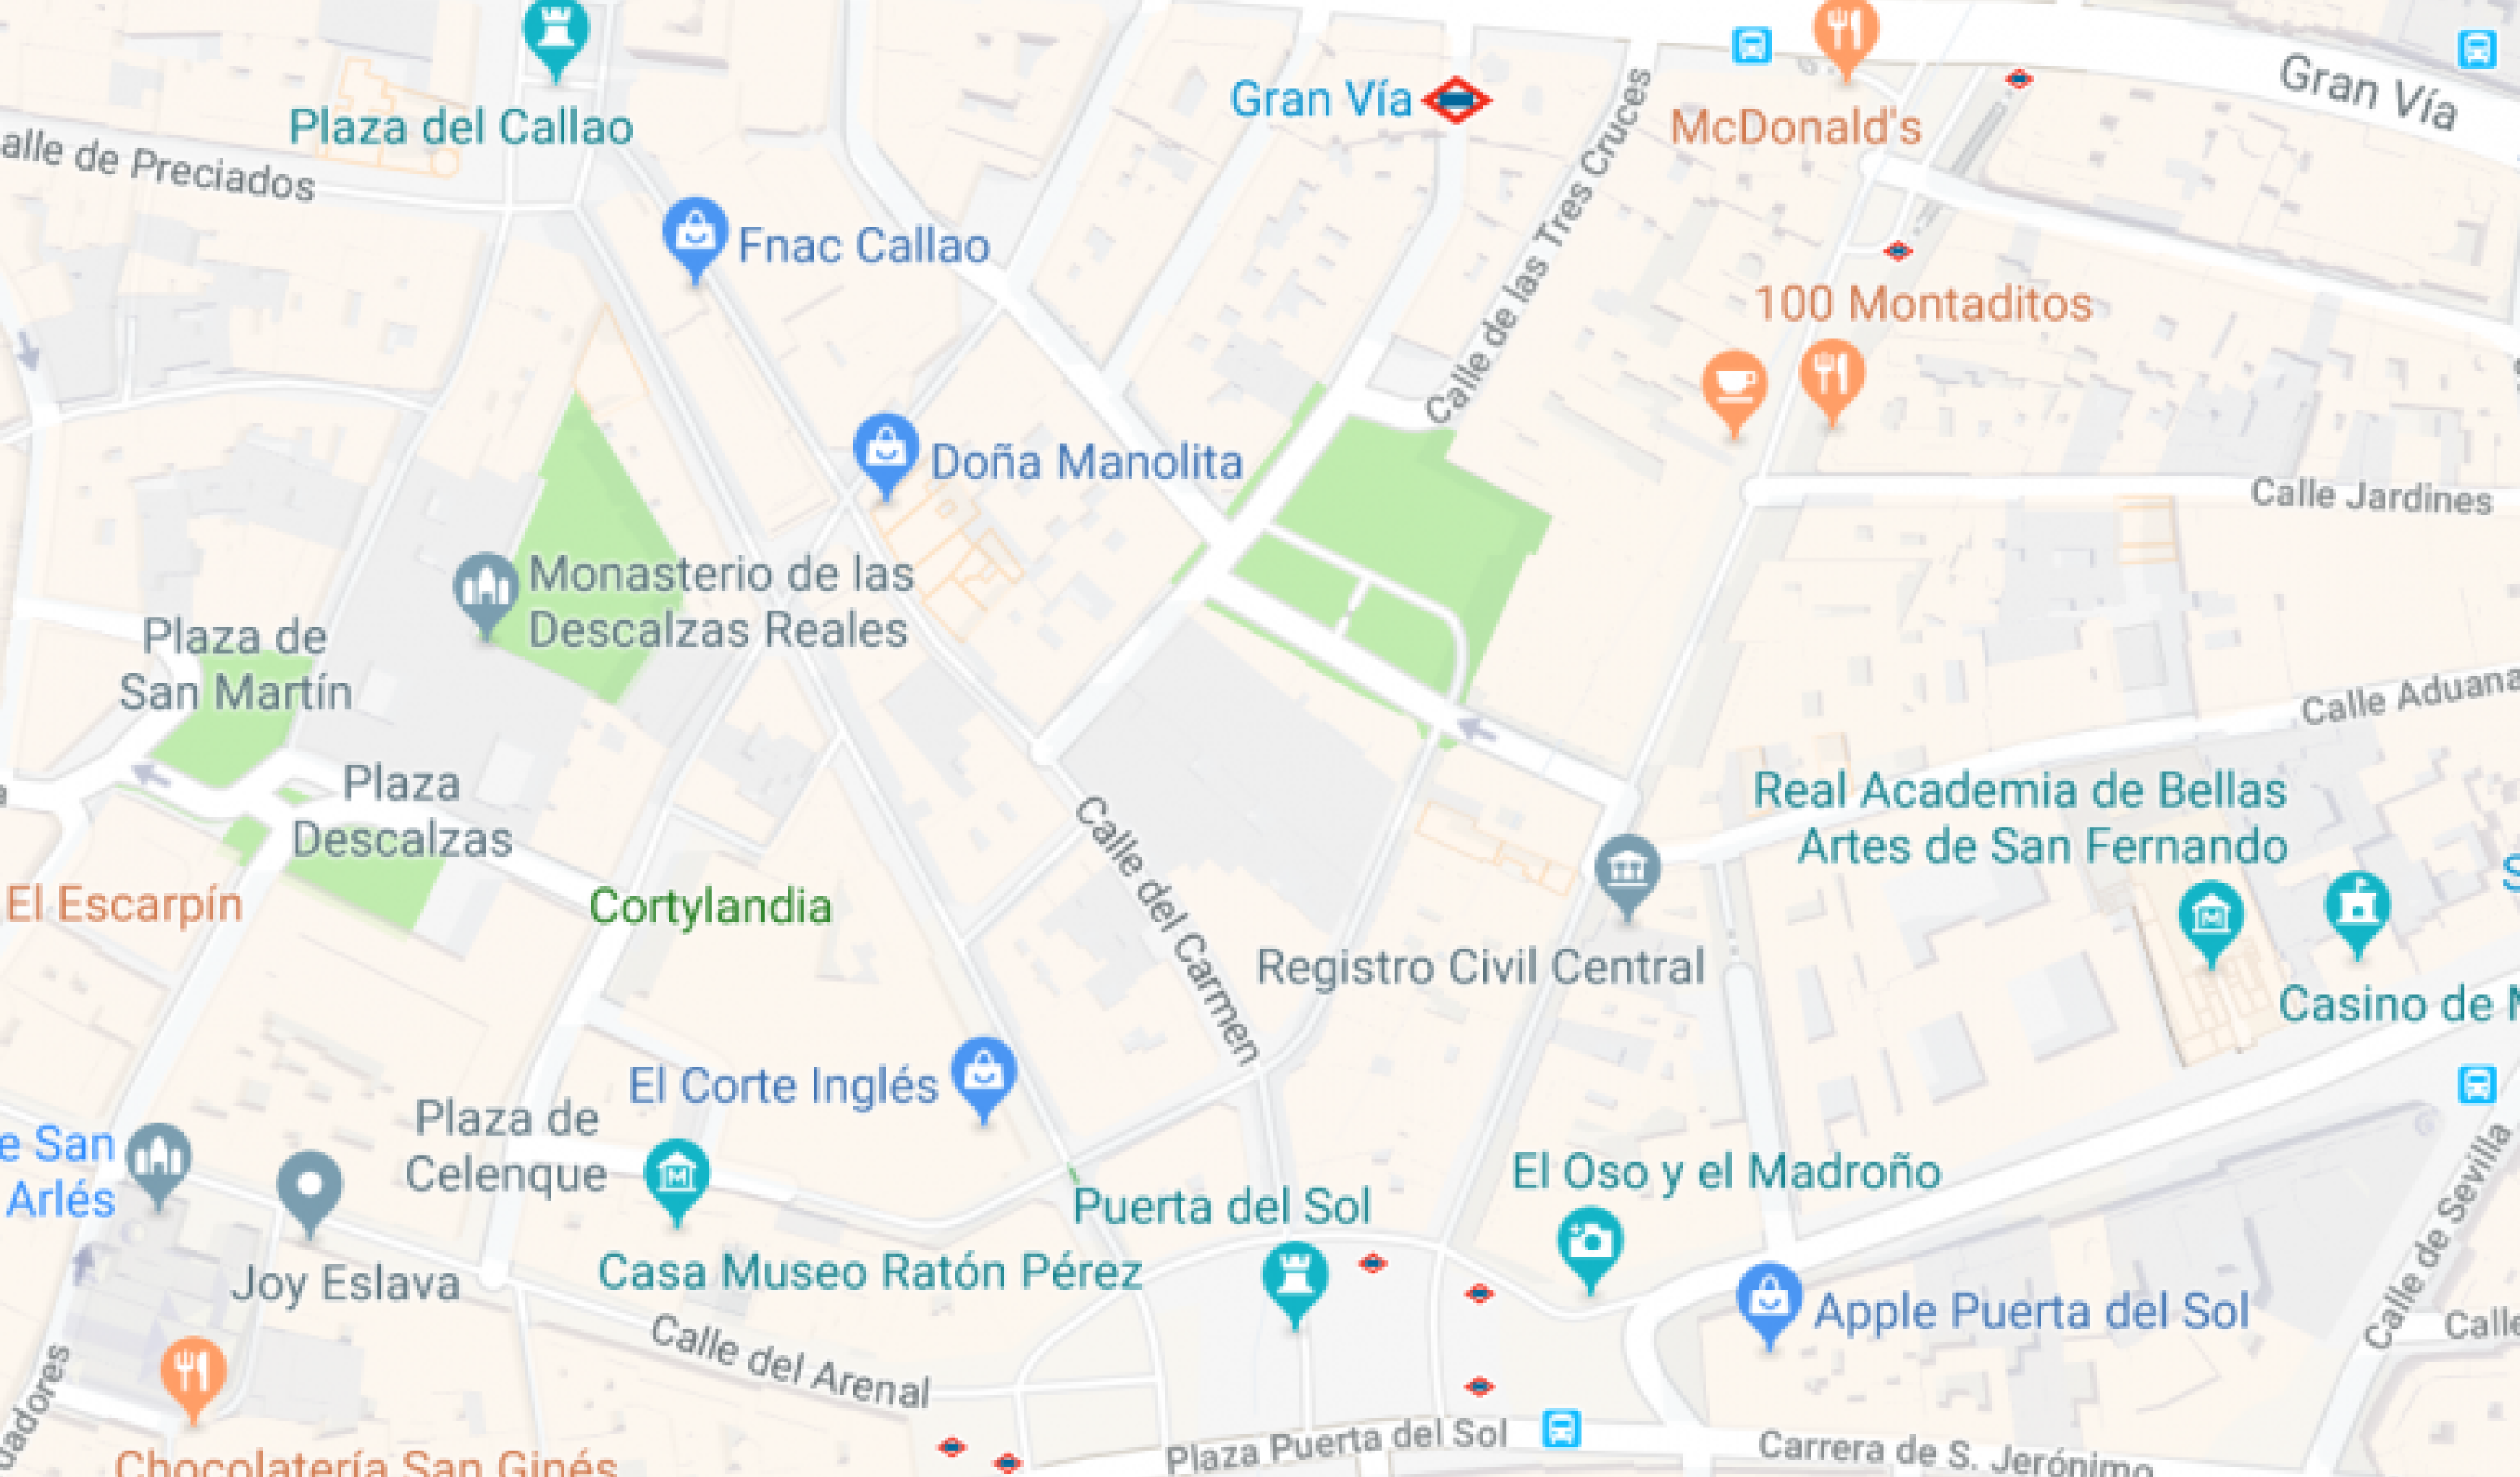 Plaza del Callao
Gran Vía
McDonald's
Gran Vía
alle de Preciados
Fnac Callao
Calle de las Tres Cruces
100 Montaditos
Doña Manolita
Calle Jardines
Monasterio de las
Descalzas Reales
Plaza de
San Martín
Calle Aduana
Plaza
Descalzas
Real Academia de Bellas
Artes de San Fernando
El Escarpín
Cortylandia
Calle del Carmen
Registro Civil Central
Casino de
El Corte Inglés
Plaza de
Celenque
e San
Arlés
El Oso y el Madroño
Puerta del Sol
Calle de Sevilla
Joy Eslava
Casa Museo Ratón Pérez
Apple Puerta del Sol
Calle
Calle del Arenal
adores
Plaza Puerta del Sol
Carrera de S. Jerónimo
Chocolatería San Ginés